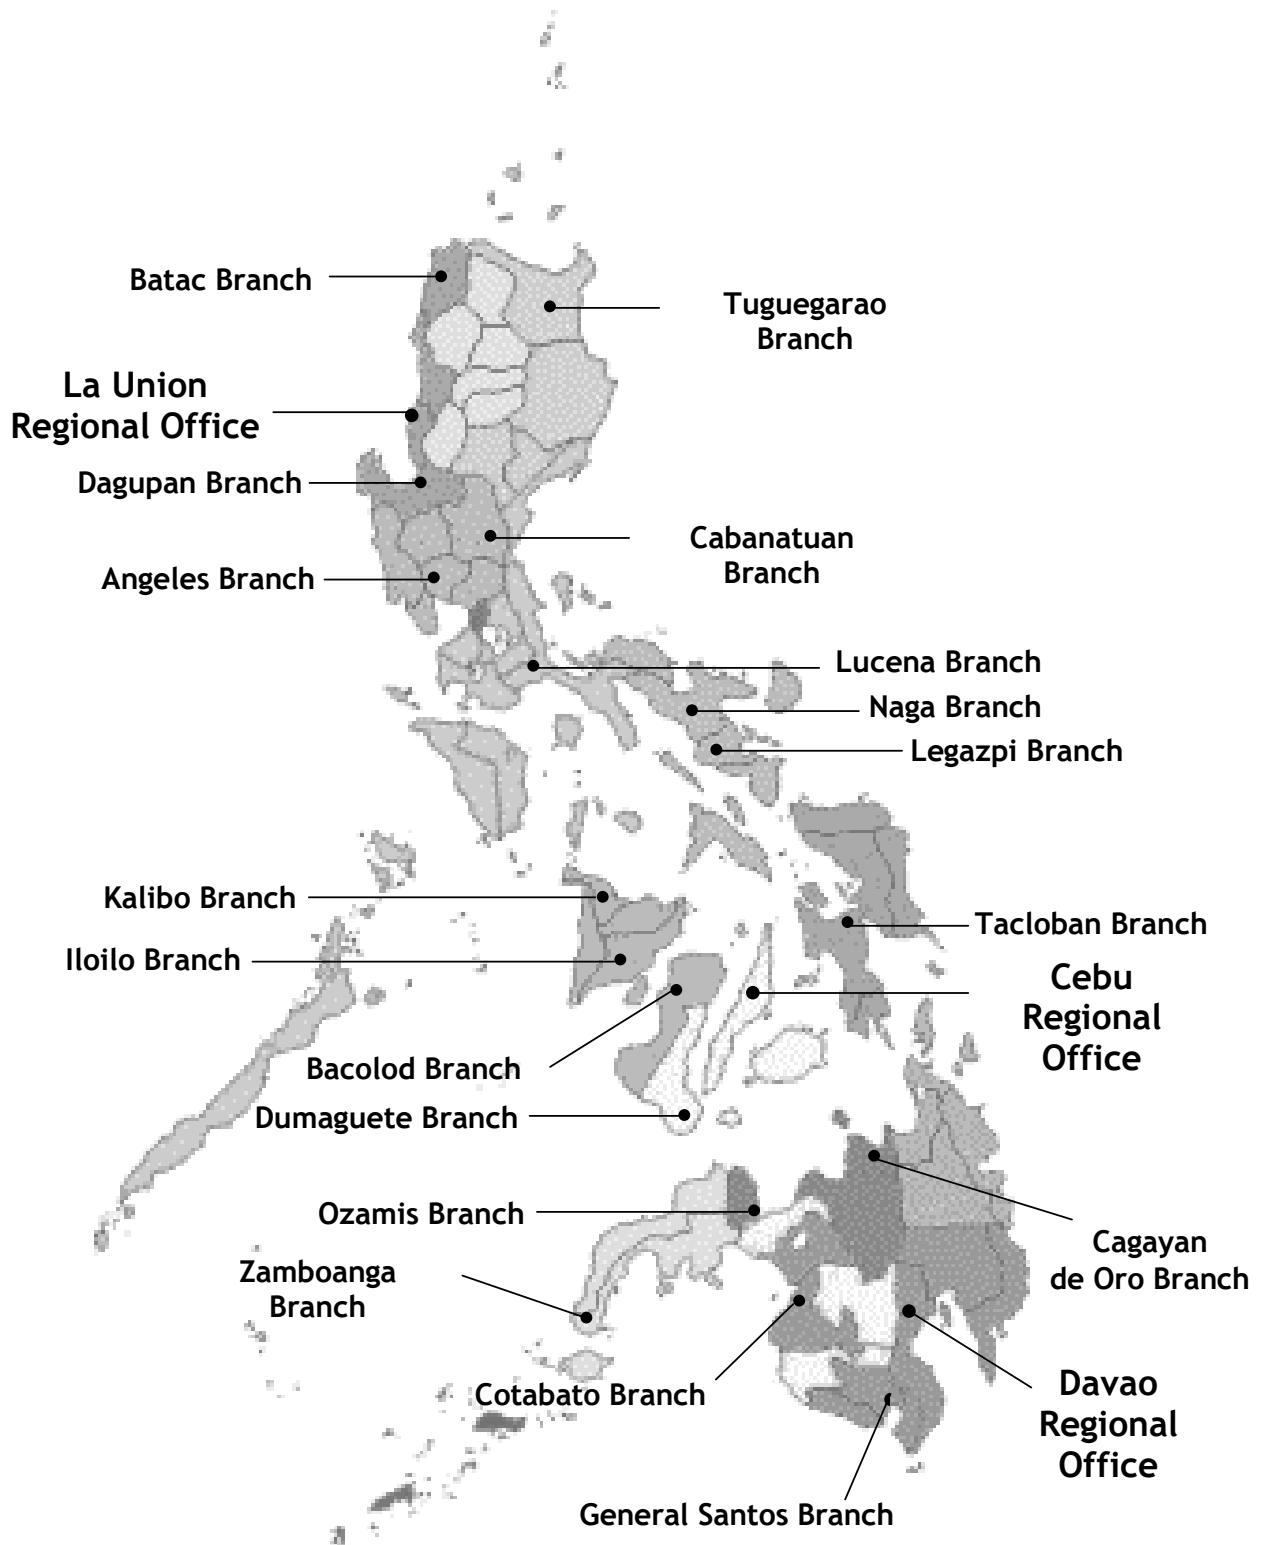 Batac Branch
Tuguegarao
Branch
La Union
Regional Office
Dagupan Branch
Cabanatuan
Branch
Angeles Branch
Lucena Branch
Naga Branch
Legazpi Branch
Kalibo Branch
Tacloban Branch
Iloilo Branch
Cebu
Regional
Office
Bacolod Branch
Dumaguete Branch
Ozamis Branch
Cagayan
de Oro Branch
Zamboanga
Branch
Cotabato Branch
Davao
Regional
Office
General Santos Branch